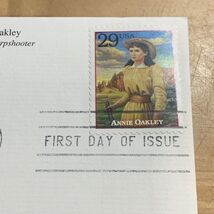 Oakley
rpshooter
29 USA
ANNIE OAKLEY
FIRST DAY OF ISSUE